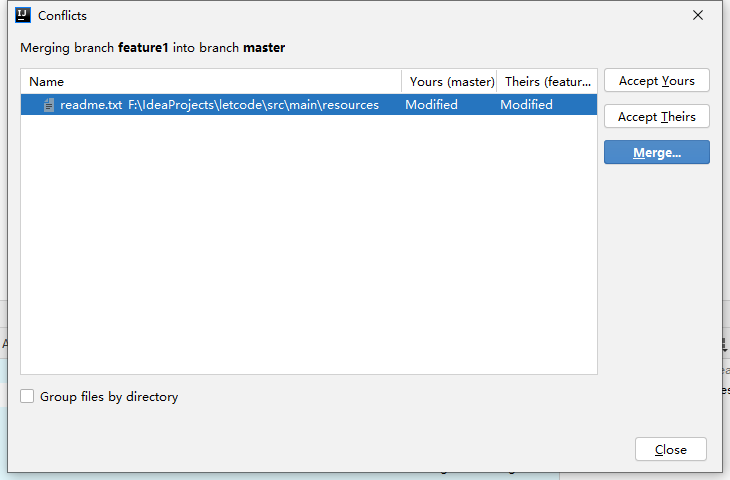 Conflicts
Merging branch feature1 into branch master
Name Yours (master) Theirs (featur...
readme.txt F:\IdeaProjects\letcode\src\main\resources Modified Modified
Accept Yours
Accept Theirs
Merge...
Group files by directory
Close